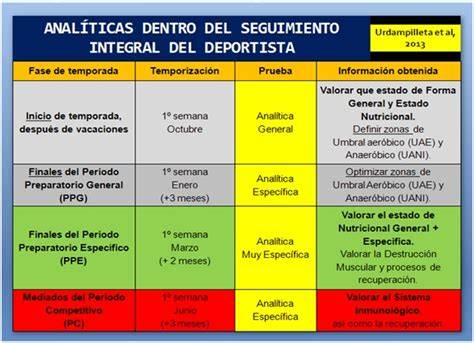 ANALÍTICAS DENTRO DEL SEGUIMIENTO
INTEGRAL DEL DEPORTISTA
Urdampilleta et al,
2013
Fase de temporada
Temporización
Prueba
Información obtenida
Inicio de temporada,
después de vacaciones
1º semana
Octubre
Analítica
General
Valorar que estado de Forma
General y Estado
Nutricional.
Definir zonas de
Umbral Aeróbico (UAE) y
Anaeróbico (UANI).
Finales del Periodo
Preparatorio General
(PPG)
1º semana
Enero
(+3 meses)
Analítica
Específica
Optimizar zonas de
Umbral Aeróbico (UAE) y
Anaeróbico (UANI).
Finales del Periodo
Preparatorio Específico
(PPE)
1º semana
Marzo
(+ 2 meses)
Analítica
Muy Específica
Valorar el estado de
Nutricional General +
Especifica.
Valorar la Destrucción
Muscular y procesos de
recuperación.
Mediados del Periodo
Competitivo
(PC)
1º semana
Junio
(+3 meses)
Analítica
Específica
Valorar el Sistema
inmunológico,
así como la recuperación.